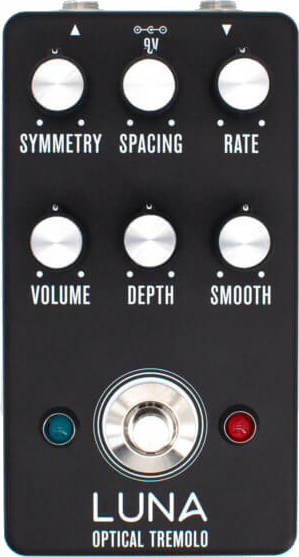 9V
SYMMETRY SPACING RATE
VOLUME DEPTH SMOOTH
LUNA
OPTICAL TREMOLO